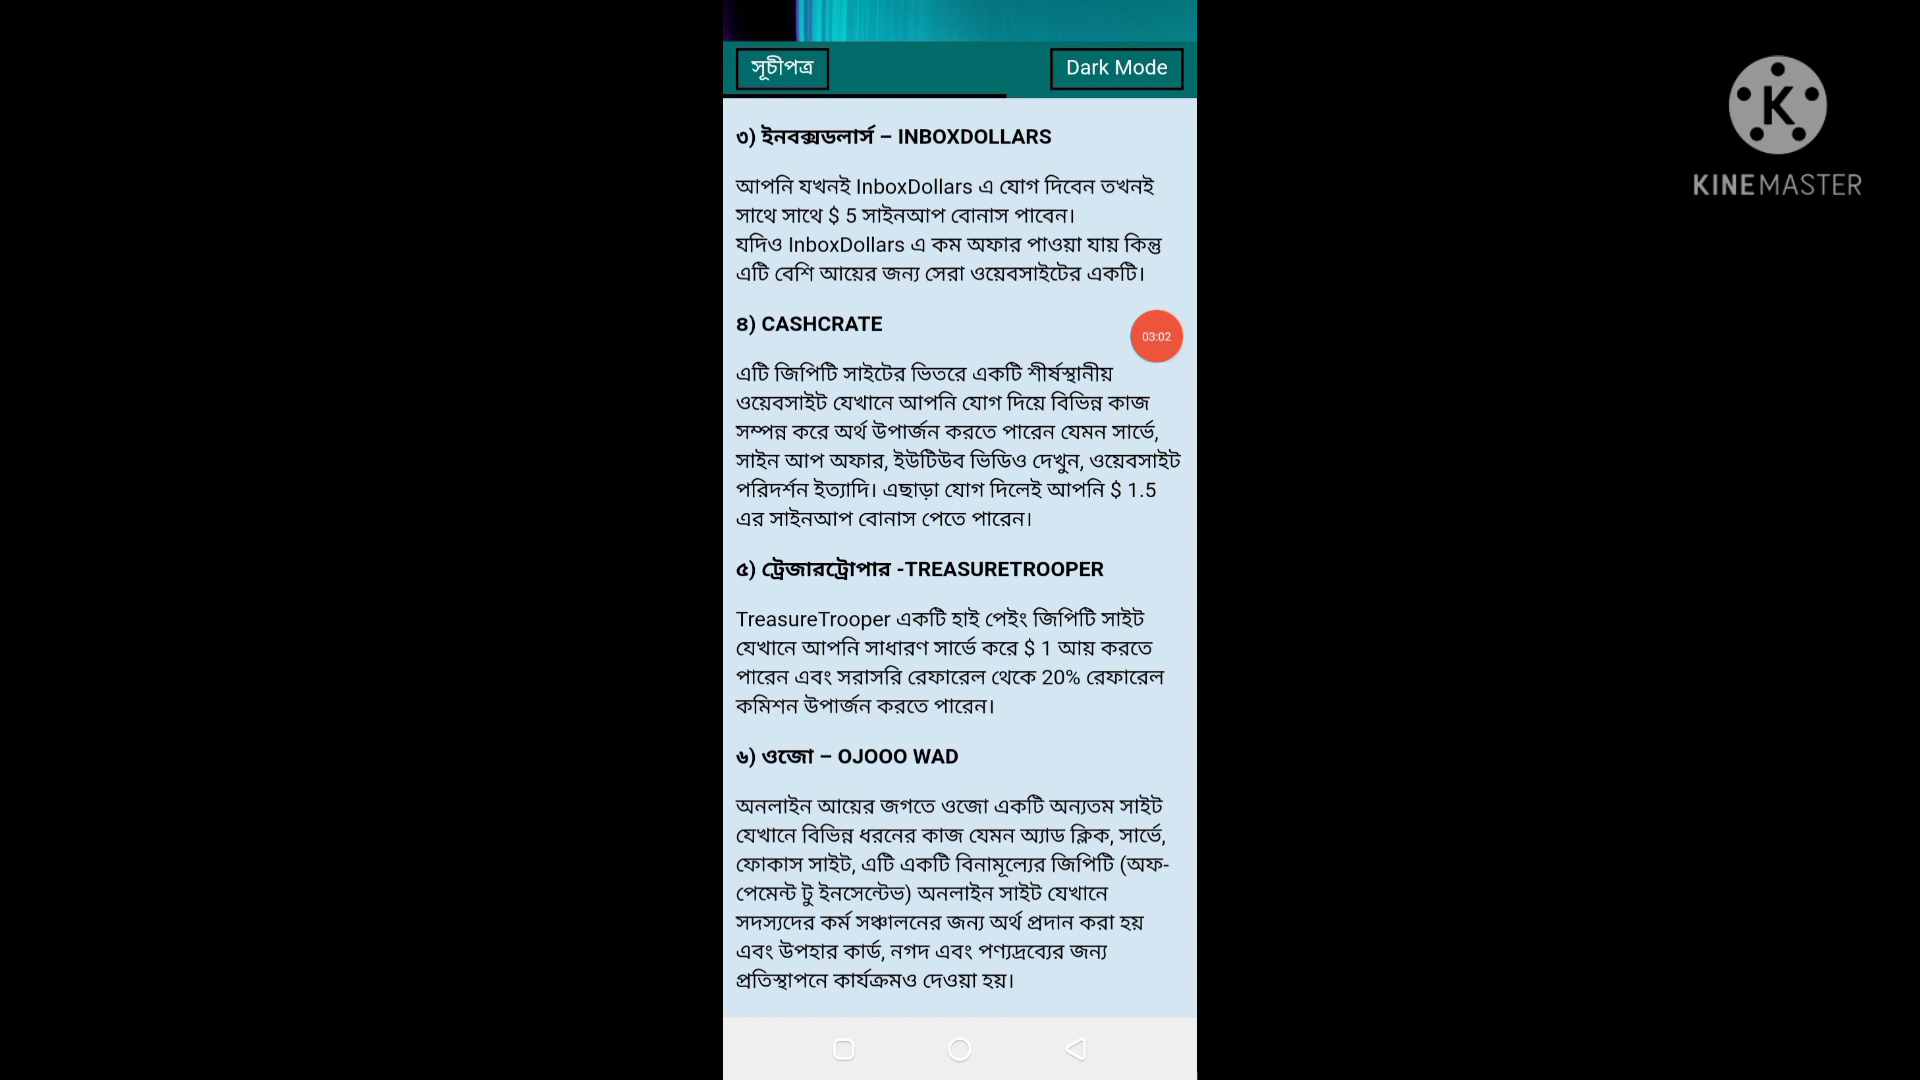 সূচীপত্র
Dark Mode
KINEMASTER
৩) ইনবক্সডলার্স – INBOXDOLLARS
আপনি যখনই InboxDollars এ যোগ দিবেন তখনই
সাথে সাথে $ 5 সাইনআপ বোনাস পাবেন।
যদিও InboxDollars এ কম অফার পাওয়া যায় কিন্তু
এটি বেশি আয়ের জন্য সেরা ওয়েবসাইটের একটি।
৪) CASHCRATE
03:02
এটি জিপিটি সাইটের ভিতরে একটি শীর্ষস্থানীয়
ওয়েবসাইট যেখানে আপনি যোগ দিয়ে বিভিন্ন কাজ
সম্পন্ন করে অর্থ উপার্জন করতে পারেন যেমন সার্ভে,
সাইন আপ অফার, ইউটিউব ভিডিও দেখুন, ওয়েবসাইট
পরিদর্শন ইত্যাদি। এছাড়া যোগ দিলেই আপনি $ 1.5
এর সাইনআপ বোনাস পেতে পারেন।
৫) ট্রেজারট্রোপার -TREASURETROOPER
TreasureTrooper একটি হাই পেইং জিপিটি সাইট
যেখানে আপনি সাধারণ সার্ভে করে $ 1 আয় করতে
পারেন এবং সরাসরি রেফারেল থেকে 20% রেফারেল
কমিশন উপার্জন করতে পারেন।
৬) ওজো – OJOOO WAD
অনলাইন আয়ের জগতে ওজো একটি অন্যতম সাইট
যেখানে বিভিন্ন ধরনের কাজ যেমন অ্যাড ক্লিক, সার্ভে,
ফোকাস সাইট, এটি একটি বিনামূল্যের জিপিটি (অফ-
পেমেন্ট টু ইনসেন্টেভ) অনলাইন সাইট যেখানে
সদস্যদের কর্ম সঞ্চালনের জন্য অর্থ প্রদান করা হয়
এবং উপহার কার্ড, নগদ এবং পণ্যদ্রব্যের জন্য
প্রতিস্থাপনে কার্যক্রমও দেওয়া হয়।